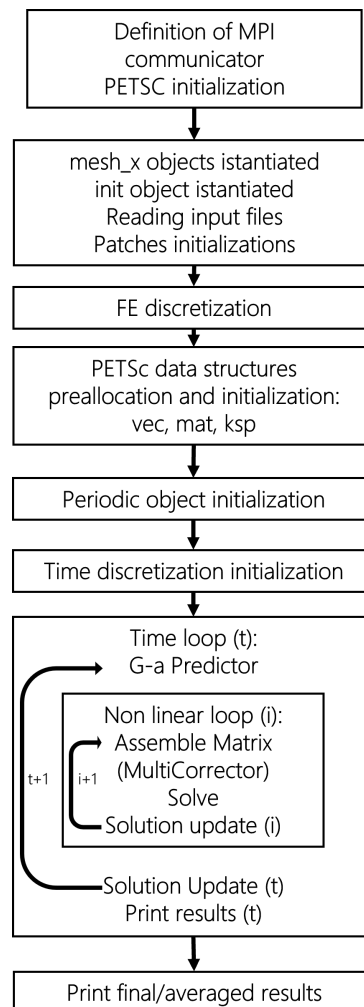 Definition of MPI
communicator
PETSC initialization
mesh_x objects istantiated
init object istantiated
Reading input files
Patches initializations
FE discretization
PETSc data structures
preallocation and initialization:
vec, mat, ksp
Periodic object initialization
Time discretization initialization
Time loop (t):
G-a Predictor
Non linear loop (i):
Assemble Matrix
(MultiCorrector)
t+1
i+1
Solve
Solution update (i)
Solution Update (t)
Print results (t)
Print final/averaged results